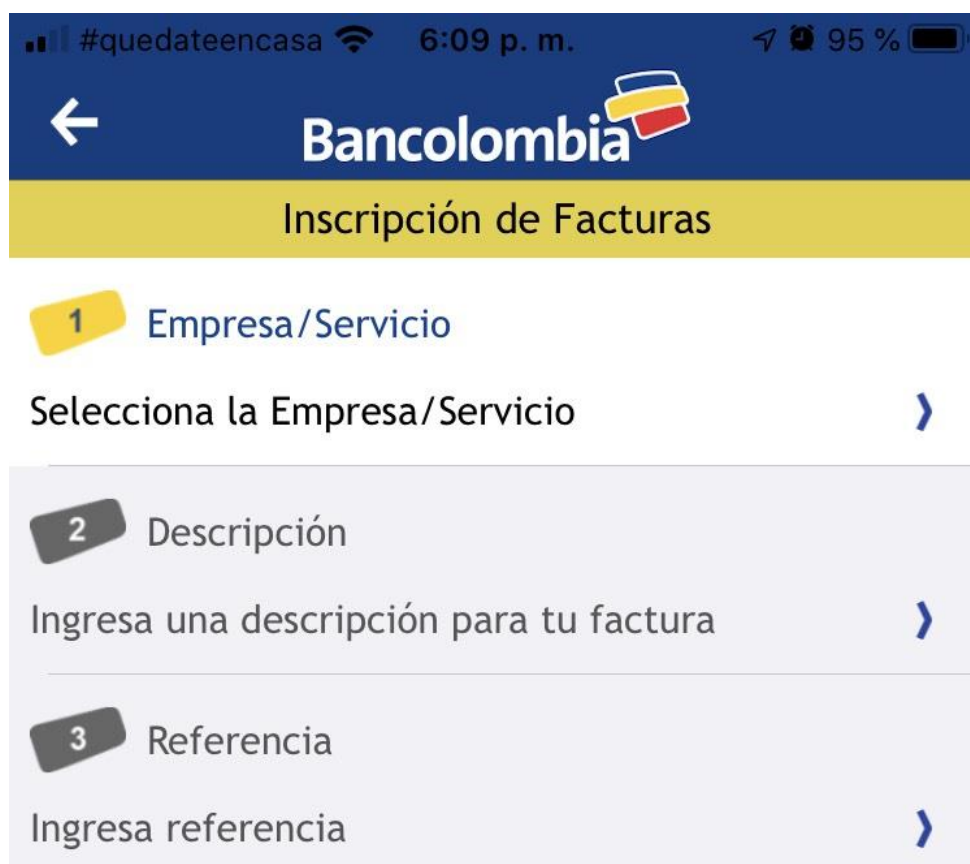 #quedateencasa 6:09 p. m. 95 %
Bancolombia
Inscripción de Facturas
1 Empresa/Servicio
Selecciona la Empresa/Servicio
2 Descripción
Ingresa una descripción para tu factura
3 Referencia
Ingresa referencia